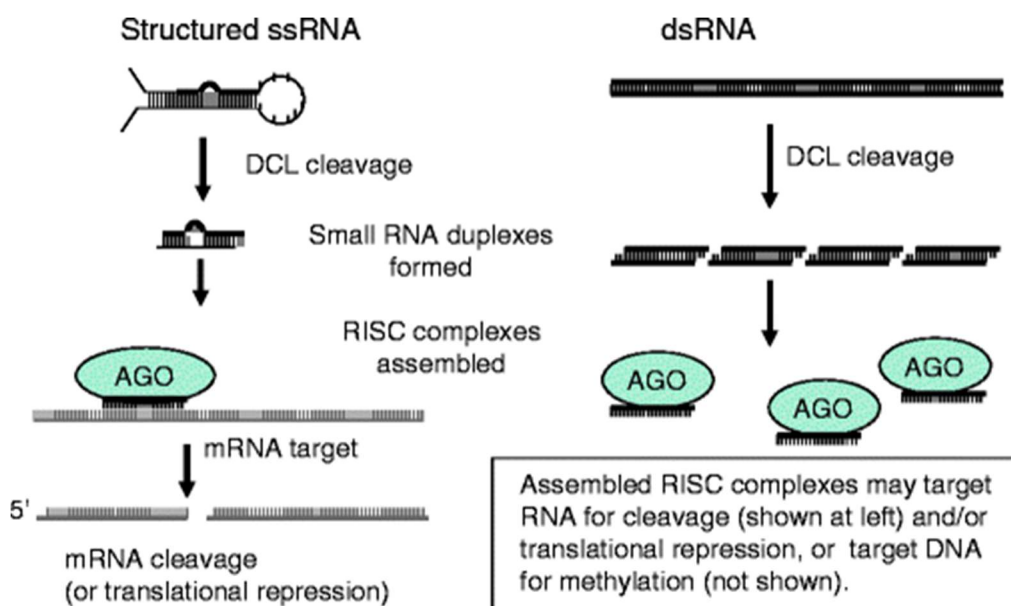 Structured ssRNA
DCL cleavage
Small RNA duplexes
formed
RISC complexes
assembled
AGO
mRNA target
5'
mRNA cleavage
(or translational repression)
dsRNA
DCL cleavage
AGO
AGO
AGO
Assembled RISC complexes may target
RNA for cleavage (shown at left) and/or
translational repression, or target DNA
for methylation (not shown).